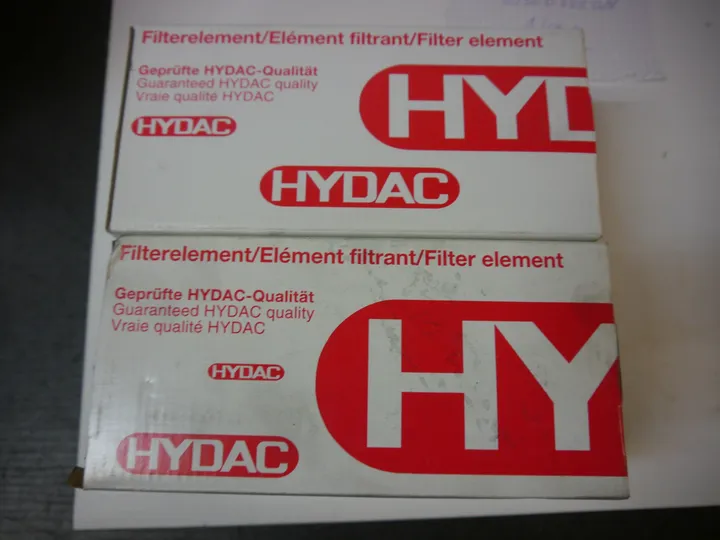 Filterelement/Elément filtrant/Filter element
Geprüfte HYDAC-Qualität
Guaranteed HYDAC quality
Vraie qualité HYDAC
HYD
HYDAC
HYDAC
Filterelement/Elément filtrant/Filter element
Geprüfte HYDAC-Qualität
Guaranteed HYDAC quality
Vraie qualité HYDAC
HY
HYDAC
HYDAC